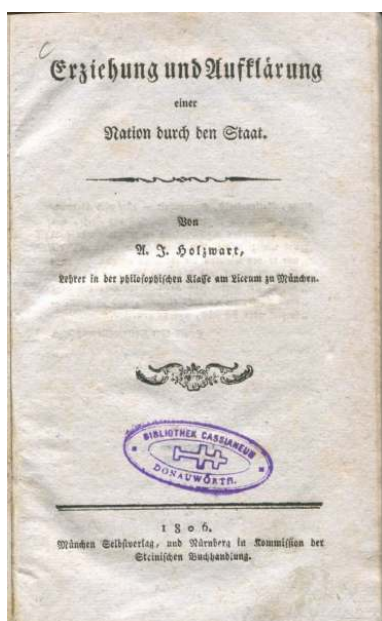 Erziehung und Aufklärung
einer
Nation durch den Staat.
Von
A. J. Holzwart,
Lehrer in der philosophischen Klasse am Liceum zu München.
BIBLIOTHEK CASSIANEUM
DONAUWÖRTH.
1806.
München Selbstverlag, und Nürnberg in Kommission der
Steinischen Buchhandlung.